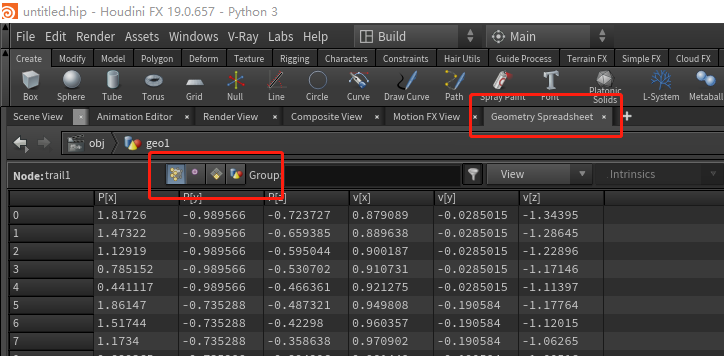 untitled.hip - Houdini FX 19.0.657 - Python 3
File Edit Render Assets Windows V-Ray Labs Help Build Main
Create Modify Model Polygon Deform Texture Rigging Characters Constraints Hair Utils Guide Process Terrain FX Simple FX Cloud FX
Box Sphere Tube Torus Grid Null Line Circle Curve Draw Curve Path Spray Paint Font Platonic Solids L-System Metaball
Scene View × Animation Editor × Render View × Composite View × Motion FX View × Geometry Spreadsheet × +
obj geo1
Node: trail1 Group: View Intrinsics
P[x] P[y] P[z] v[x] v[y] v[z]
0 1.81726 -0.989566 -0.723727 0.879089 -0.0285015 -1.34395
1 1.47322 -0.989566 -0.659385 0.889638 -0.0285015 -1.28645
2 1.12919 -0.989566 -0.595044 0.900187 -0.0285015 -1.22896
3 0.785152 -0.989566 -0.530702 0.910731 -0.0285015 -1.17146
4 0.441117 -0.989566 -0.466361 0.921275 -0.0285015 -1.11397
5 1.86147 -0.735288 -0.487321 0.949808 -0.190584 -1.17764
6 1.51744 -0.735288 -0.42298 0.960357 -0.190584 -1.12015
7 1.1734 -0.735288 -0.358638 0.970902 -0.190584 -1.06265